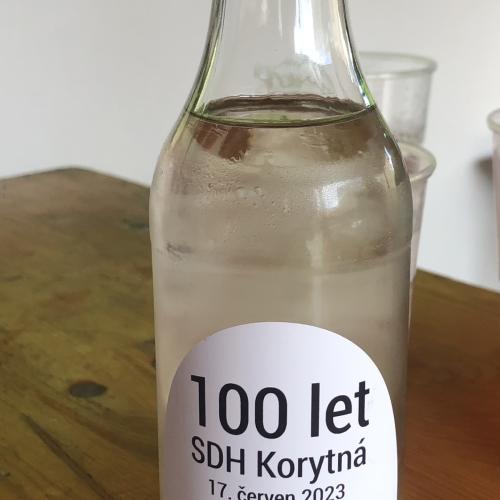 100 let
SDH Korytná
17. červen 2023